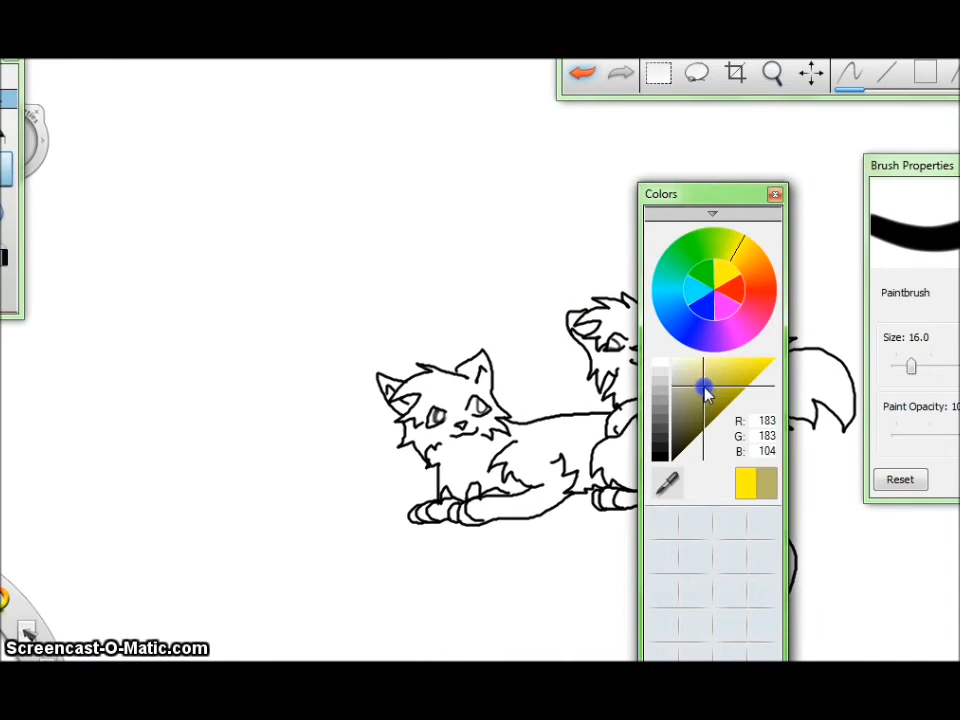 Colors
Brush Properties
Paintbrush
Size: 16.0
Paint Opacity: 10
Reset
R: 183
G: 183
B: 104
Screencast-O-Matic.com